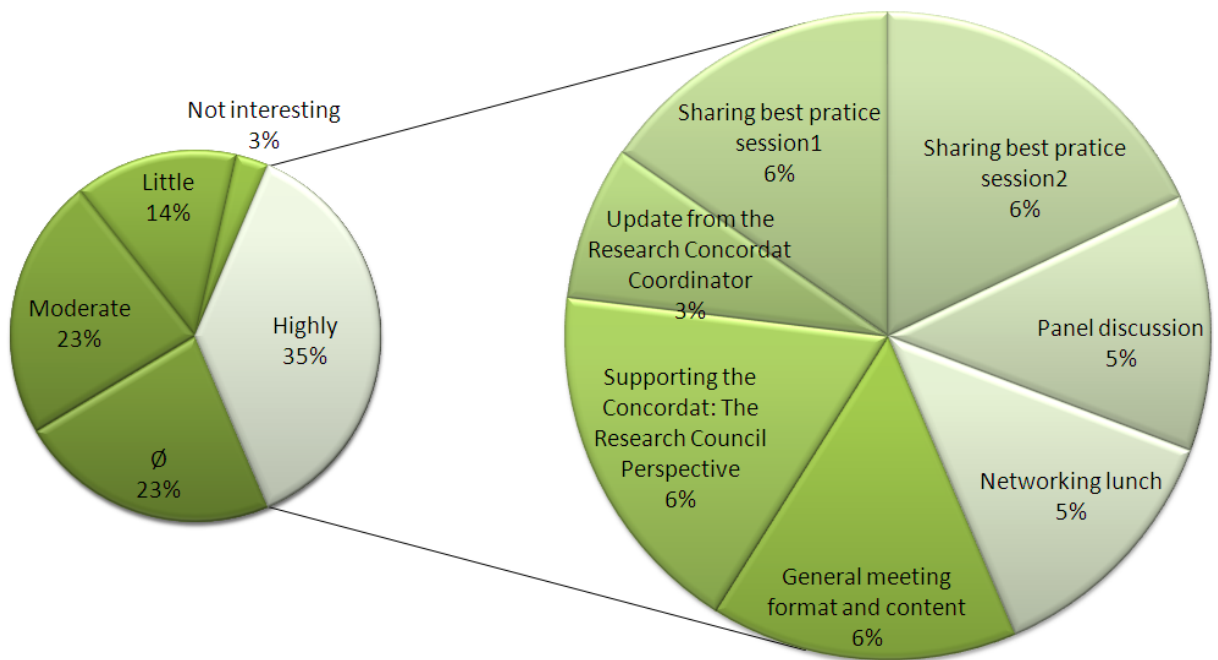 Not interesting
3%
Little
14%
Moderate
23%
Highly
35%
Ø
23%
Sharing best pratice
session1
6%
Sharing best pratice
session2
6%
Update from the
Research Concordat
Coordinator
3%
Panel discussion
5%
Supporting the
Concordat: The
Research Council
Perspective
6%
Networking lunch
5%
General meeting
format and content
6%